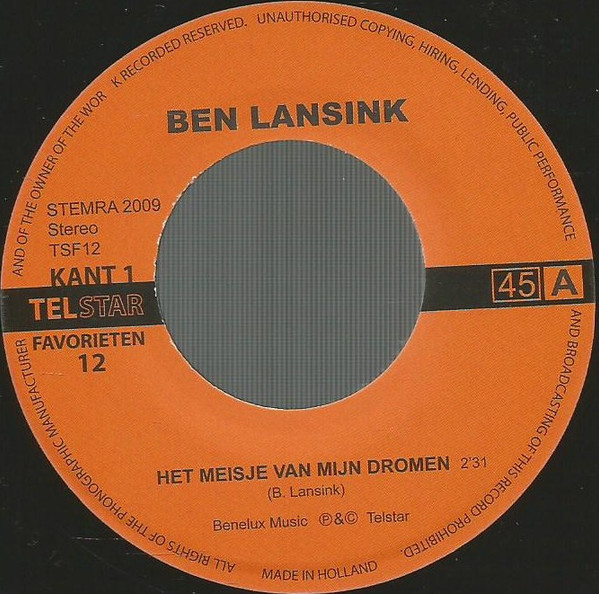 ALL RIGHTS OF THE PHONOGRAPHIC MANUFACTURER AND OF THE OWNER OF THE WOR K RECORDED RESERVED. UNAUTHORISED COPYING, HIRING, LENDING, PUBLIC PERFORMANCE AND BROADCASTING OF THIS RECORD PROHIBITED.
BEN LANSINK
STEMRA 2009
Stereo
TSF12
KANT 1
TELSTAR
45 A
FAVORIETEN
12
HET MEISJE VAN MIJN DROMEN 2'31
(B. Lansink)
Benelux Music ℗&© Telstar
MADE IN HOLLAND